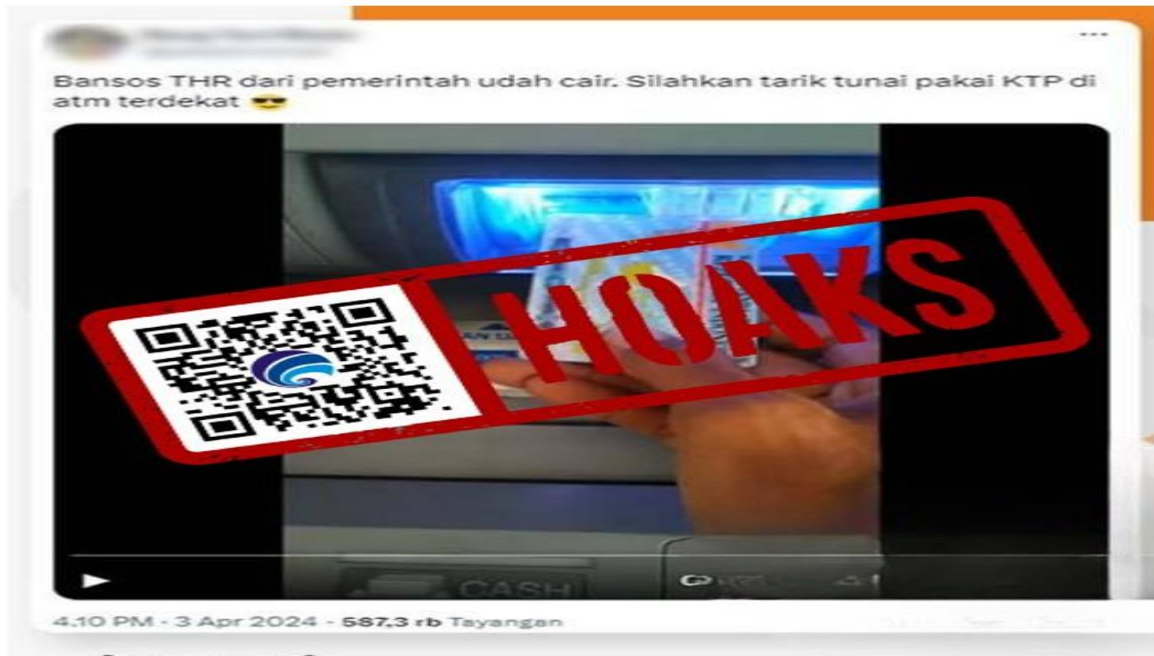 Bansos THR dari pemerintah udah cair. Silahkan tarik tunai pakai KTP di
atm terdekat 😎
HOAKS
CASH
4.10 PM - 3 Apr 2024 - 587,3 rb Tayangan